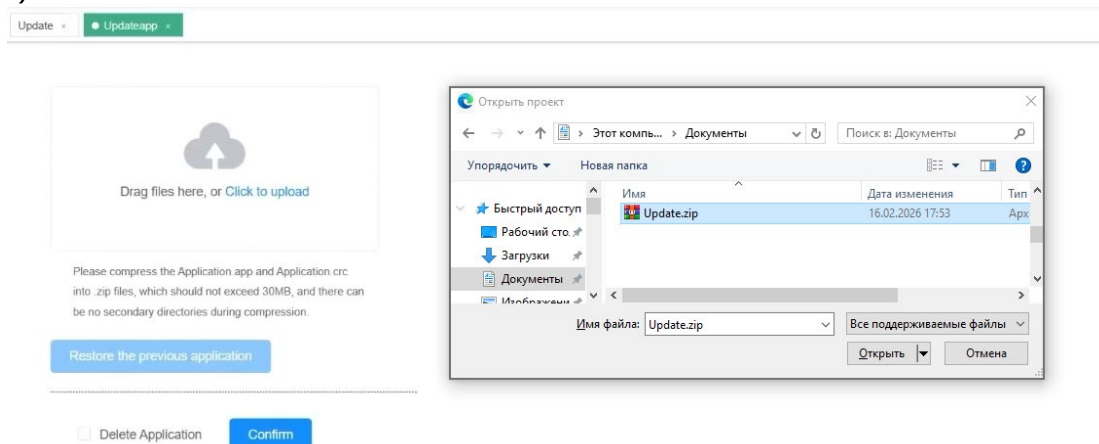 Update ×
Updateapp ×
Drag files here, or Click to upload
Please compress the Application.app and Application.crc
into .zip files, which should not exceed 30MB, and there can
be no secondary directories during compression.
Restore the previous application
Delete Application
Confirm
Открыть проект
Этот компь... > Документы
Поиск в: Документы
Упорядочить
Новая папка
Имя
Дата изменения
Тип
Быстрый доступ
Update.zip
16.02.2026 17:53
Арх
Рабочий сто.
Загрузки
Документы
Изображени
Имя файла: Update.zip
Все поддерживаемые файлы
Открыть
Отмена